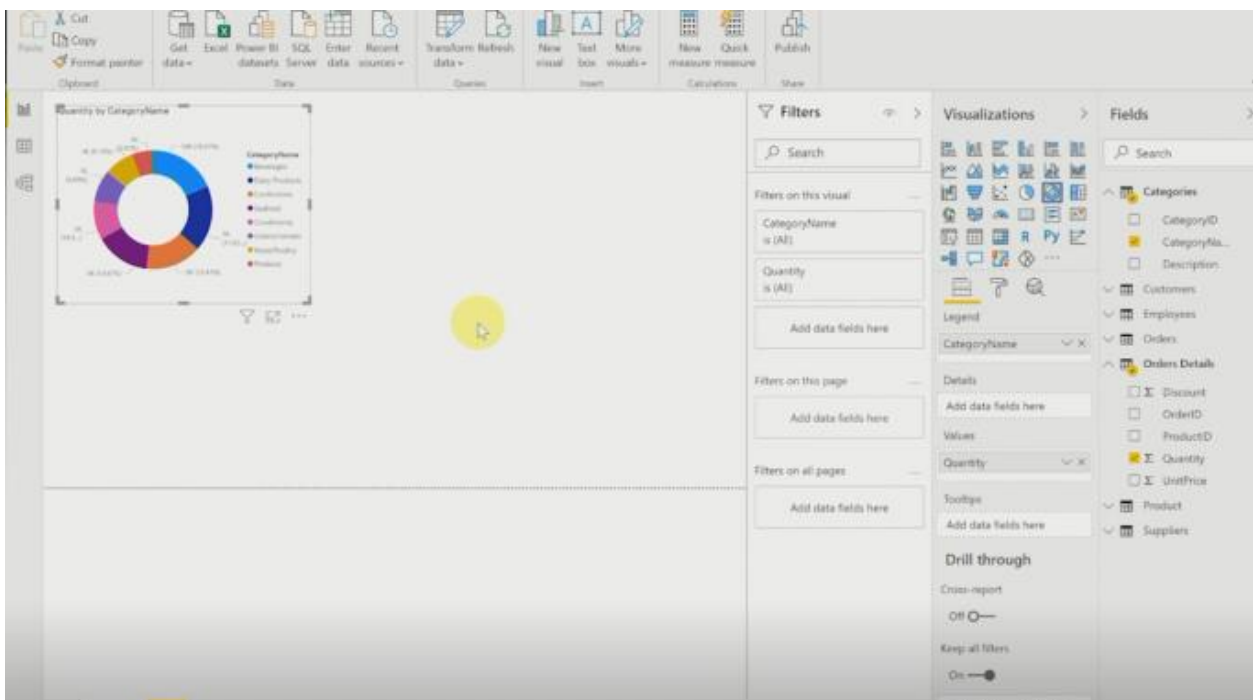 Cut
Copy
Format painter
Clipboard
Get data
Excel
Power BI datasets
SQL Server
Enter data
Recent sources
Data
Transform data
Refresh
Queries
New visual
Text box
More visuals
Insert
New measure
Quick measure
Calculations
Publish
Share
Quantity by CategoryName
CategoryName
Beverages
Dairy Products
Confections
Seafood
Condiments
Produce
Filters
Search
Filters on this visual
CategoryName
is (All)
Quantity
is (All)
Add data fields here
Filters on this page
Add data fields here
Filters on all pages
Add data fields here
Visualizations
R
Py
Legend
CategoryName
Details
Add data fields here
Values
Quantity
Tooltips
Add data fields here
Drill through
Cross-report
Off
Keep all filters
On
Fields
Search
Categories
CategoryID
CategoryNa...
Description
Customers
Employees
Orders
Orders Details
Σ Discount
OrderID
ProductID
Σ Quantity
Σ UnitPrice
Product
Suppliers